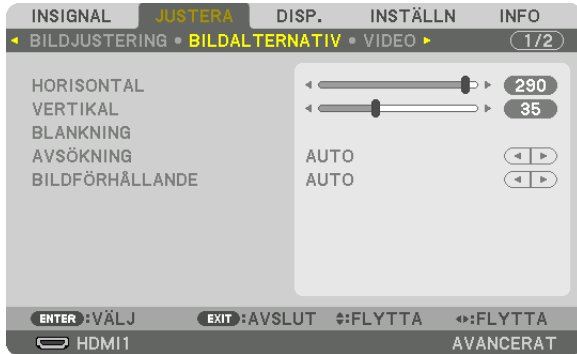 INSIGNAL JUSTERA DISP. INSTÄLLN INFO
BILDJUSTERING • BILDALTERNATIV • VIDEO 1/2
HORISONTAL 290
VERTIKAL 35
BLANKNING
AVSÖKNING AUTO
BILDFÖRHÅLLANDE AUTO
ENTER :VÄLJ EXIT :AVSLUT :FLYTTA :FLYTTA
HDMI1 AVANCERAT